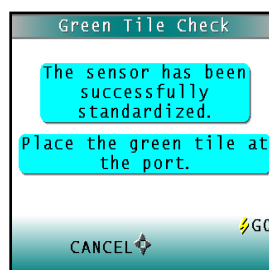 Green Tile Check
The sensor has been
successfully
standardized.
Place the green tile at
the port.
GO
CANCEL